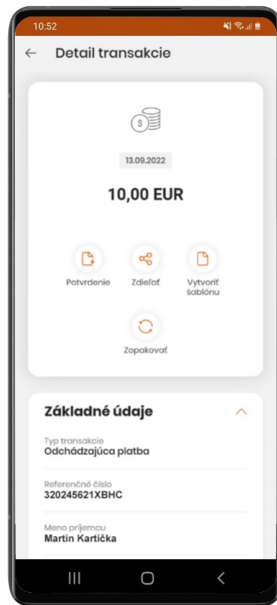 10:52
Detail transakcie
13.09.2022
10,00 EUR
Potvrdenie
Zdieľať
Vytvoriť
šablónu
Zopakovať
Základné údaje
Typ transakcie
Odchádzajúca platba
Referenčné číslo
320245621XBHC
Meno príjemcu
Martin Kartička